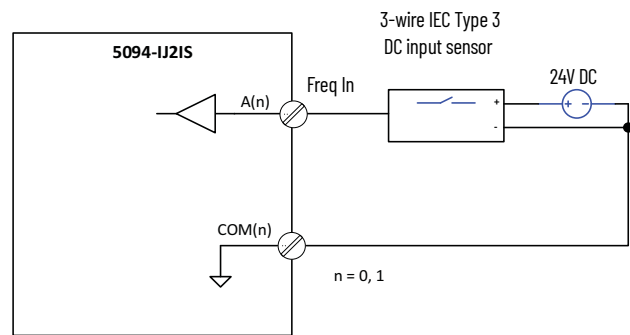 3-wire IEC Type 3
DC input sensor
5094-IJ2IS
24V DC
Freq In
A(n)
+
-
+ -
COM(n)
n = 0, 1